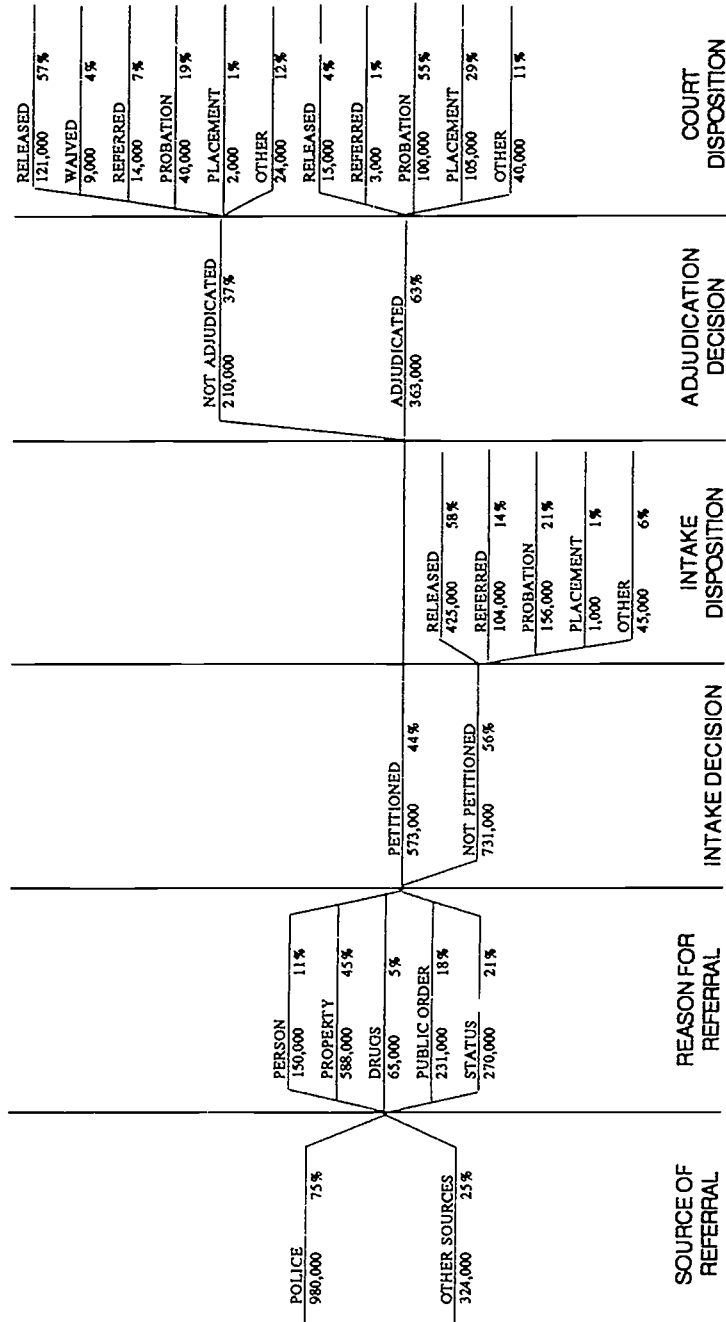 POLICE
980,000 75%
OTHER SOURCES
324,000 25%
SOURCE OF
REFERRAL
PERSON
150,000 11%
PROPERTY
588,000 45%
DRUGS
65,000 5%
PUBLIC ORDER
231,000 18%
STATUS
270,000 21%
REASON FOR
REFERRAL
PETITIONED
573,000 44%
NOT PETITIONED
731,000 56%
INTAKE DECISION
RELEASED
425,000 58%
REFERRED
104,000 14%
PROBATION
156,000 21%
PLACEMENT
1,000 1%
OTHER
45,000 6%
INTAKE
DISPOSITION
NOT ADJUDICATED
210,000 37%
ADJUDICATED
363,000 63%
ADJUDICATION
DECISION
RELEASED
121,000 57%
WAIVED
9,000 4%
REFERRED
14,000 7%
PROBATION
40,000 19%
PLACEMENT
2,000 1%
OTHER
24,000 12%
RELEASED
15,000 4%
REFERRED
3,000 1%
PROBATION
100,000 55%
PLACEMENT
105,000 29%
OTHER
40,000 11%
COURT
DISPOSITION